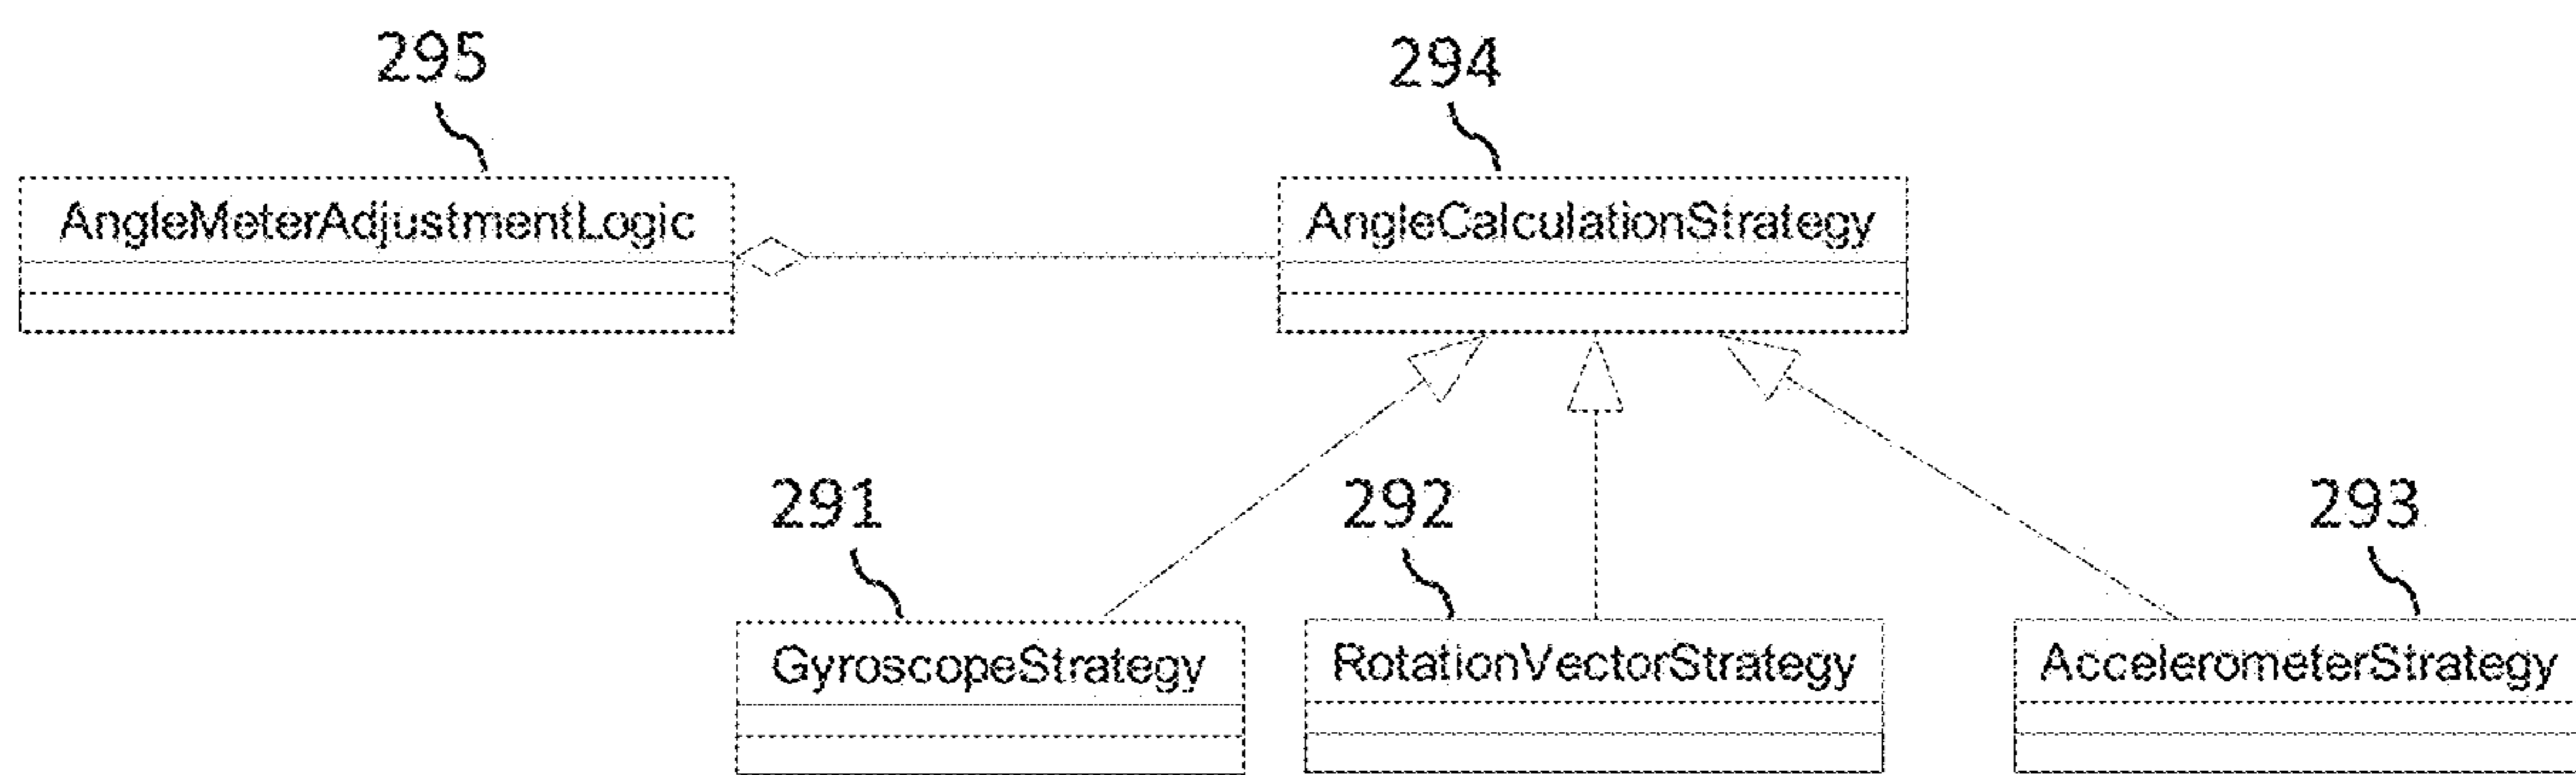 295
294
AngleMeterAdjustmentLogic
AngleCalculationStrategy
291
292
293
GyroscopeStrategy
RotationVectorStrategy
AccelerometerStrategy